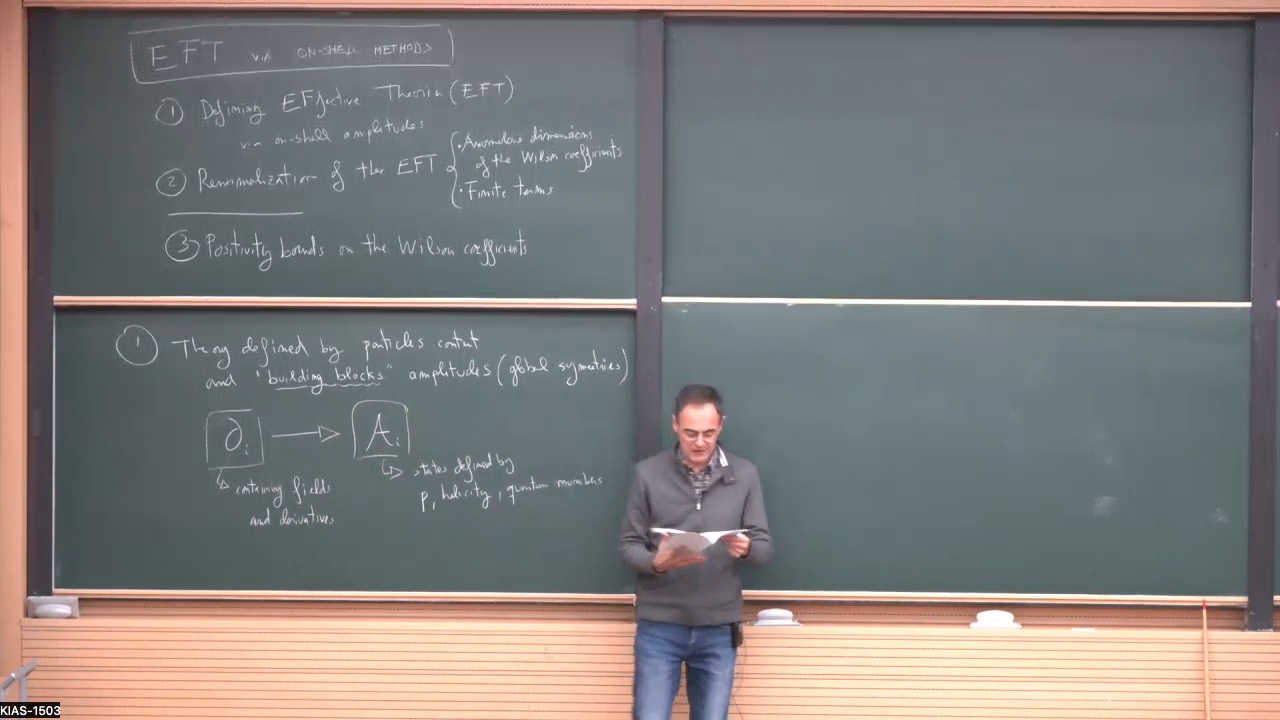 EFT via ON-SHELL METHODS
① Defining EFfective Theories (EFT)
via on-shell amplitudes
② Renormalization of the EFT
• Anomalous dimensions
of the Wilson coefficients
• Finite terms
③ Positivity bounds on the Wilson coefficients
① Theory defined by particles content
and "building blocks" amplitudes (global symmetries)
O_i → A_i
containing fields
and derivatives
states defined by
p, helicity, quantum numbers
KIAS-1503